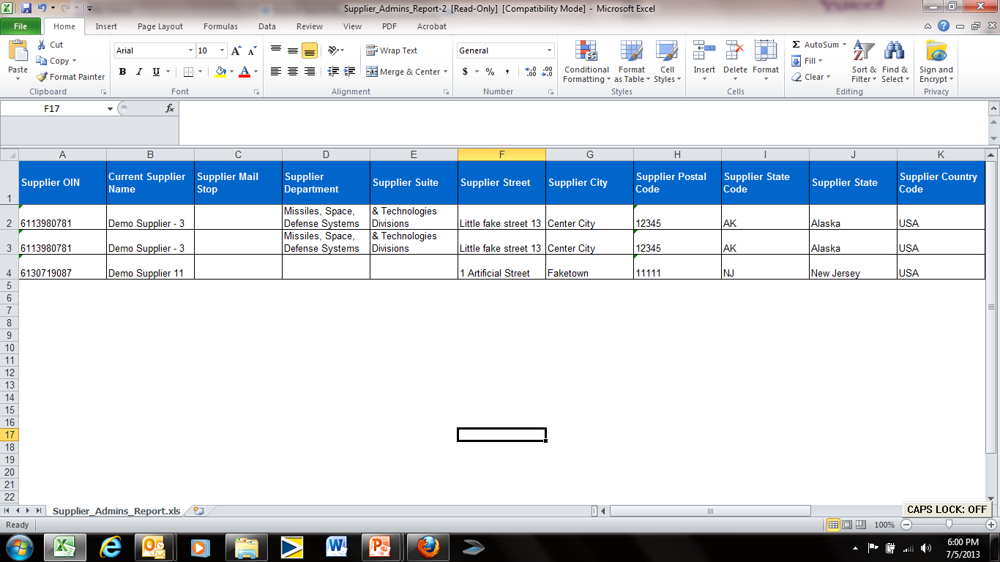 Supplier_Admins_Report-2 [Read-Only] [Compatibility Mode] - Microsoft Excel
File Home Insert Page Layout Formulas Data Review View PDF Acrobat
Paste
Cut
Copy
Format Painter
Clipboard
Arial 10
B I U
Font
Wrap Text
Merge & Center
Alignment
General
$ % ,
Number
Conditional Formatting
Format as Table
Cell Styles
Styles
Insert Delete Format
Cells
Σ AutoSum
Fill
Clear
Sort & Filter
Find & Select
Editing
Sign and Encrypt
Privacy
F17 fx
A B C D E F G H I J K
1 Supplier OIN Current Supplier Name Supplier Mail Stop Supplier Department Supplier Suite Supplier Street Supplier City Supplier Postal Code Supplier State Code Supplier State Supplier Country Code
2 6113980781 Demo Supplier - 3 Missiles, Space, Defense Systems & Technologies Divisions Little fake street 13 Center City 12345 AK Alaska USA
3 6113980781 Demo Supplier - 3 Missiles, Space, Defense Systems & Technologies Divisions Little fake street 13 Center City 12345 AK Alaska USA
4 6130719087 Demo Supplier 11 1 Artificial Street Faketown 11111 NJ New Jersey USA
5
6
7
8
9
10
11
12
13
14
15
16
17
18
19
20
21
22
Supplier_Admins_Report.xls
CAPS LOCK: OFF
Ready 100%
6:00 PM
7/5/2013